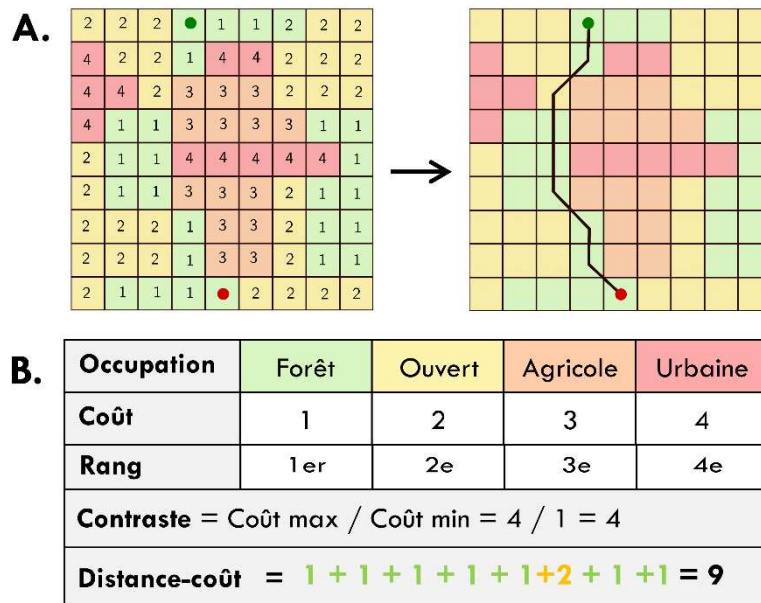 A.
2 2 2 1 1 2 2 2
4 2 2 1 4 4 2 2 2
4 4 2 3 3 3 2 2 2
4 1 1 3 3 3 3 1 1
2 1 1 4 4 4 4 4 1
2 1 1 3 3 3 2 1 1
2 2 2 1 3 3 2 1 1
2 2 2 1 3 3 2 1 1
2 1 1 1 2 2 2 2
B.
Occupation Forêt Ouvert Agricole Urbaine
Coût 1 2 3 4
Rang 1er 2e 3e 4e
Contraste = Coût max / Coût min = 4 / 1 = 4
Distance-coût = 1 + 1 + 1 + 1 + 1+2 + 1 +1 = 9